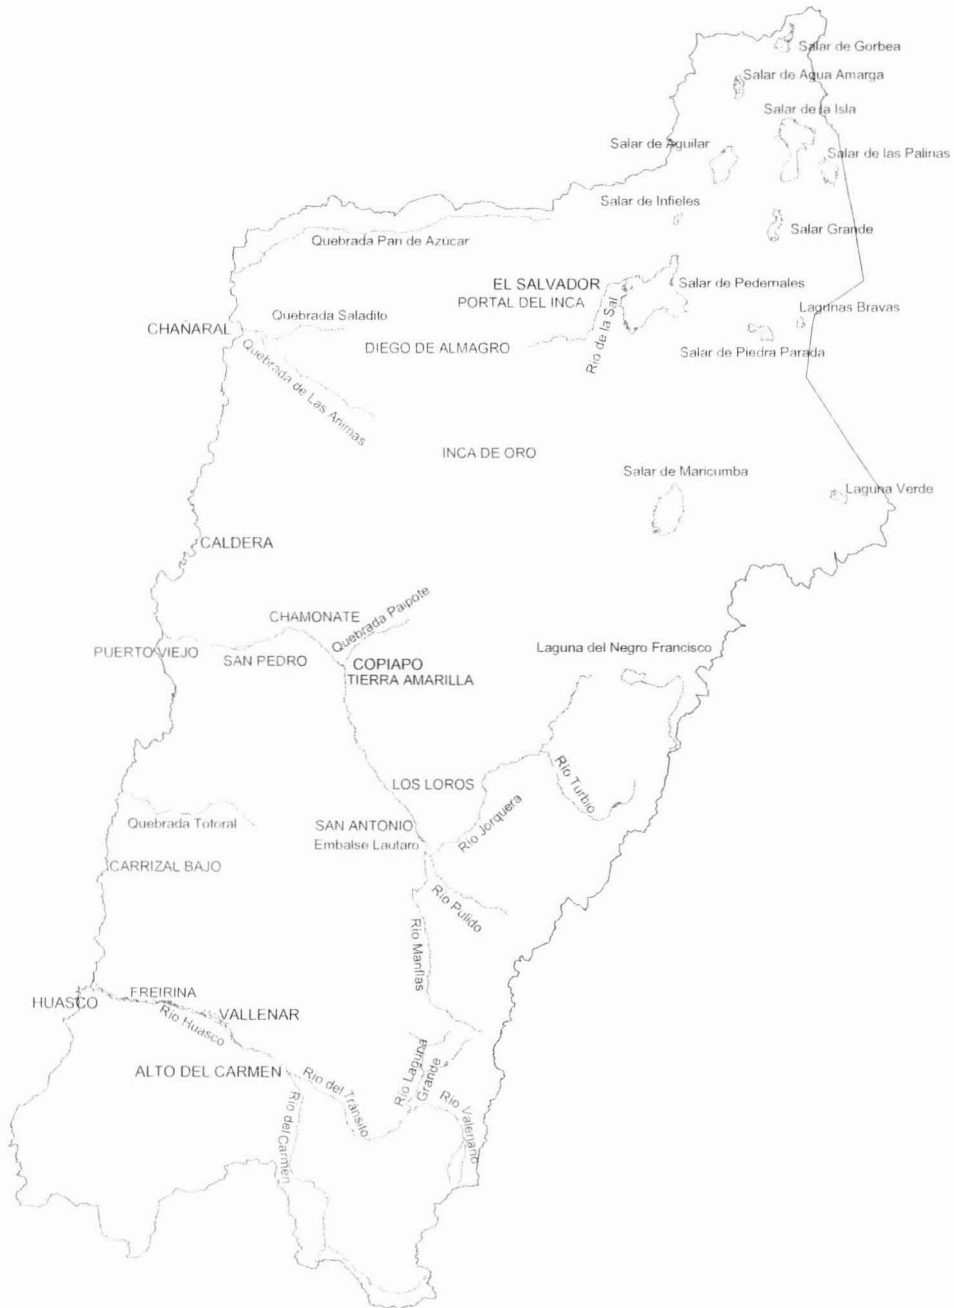 Salar de Gorbea
Salar de Agua Amarga
Salar de la Isla
Salar de Aguilar
Salar de las Palinas
Salar de Infieles
Salar Grande
Quebrada Pan de Azúcar
EL SALVADOR
Salar de Pedernales
PORTAL DEL INCA
Lagunas Bravas
Quebrada Saladito
CHAÑARAL
Río de la Sal
DIEGO DE ALMAGRO
Salar de Piedra Parada
Quebrada de Las Animas
INCA DE ORO
Salar de Maricumba
Laguna Verde
CALDERA
Quebrada Paipote
CHAMONATE
PUERTO VIEJO
SAN PEDRO
Laguna del Negro Francisco
COPIAPO
TIERRA AMARILLA
Río Turbio
LOS LOROS
Río Jorquera
Quebrada Totoral
SAN ANTONIO
Embalse Lautaro
CARRIZAL BAJO
Río Pulido
Río Manflas
HUASCO
FREIRINA
Río Huasco
VALLENAR
ALTO DEL CARMEN
Río del Tránsito
Río Laguna
Grande
Río Valeriano
Río del Carmen